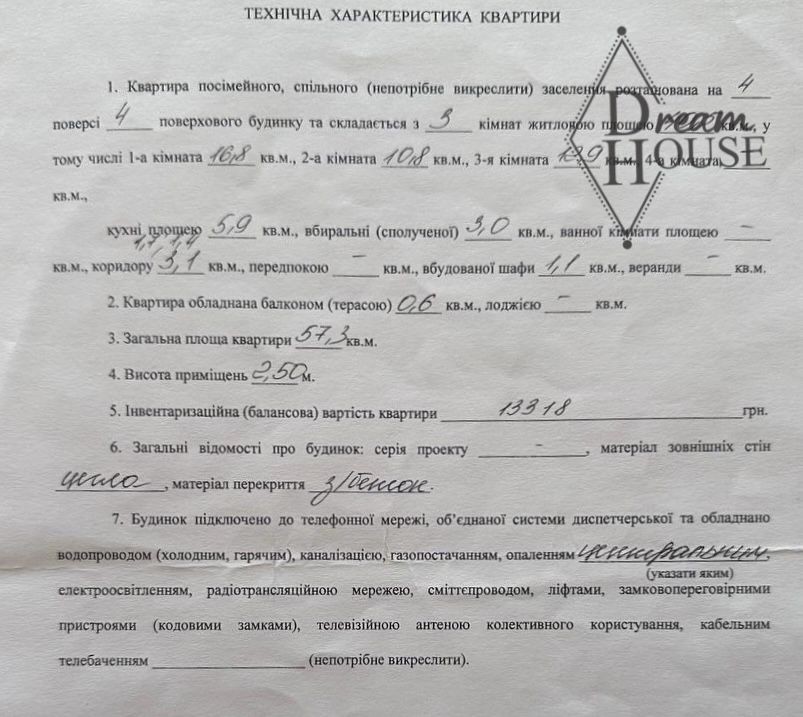 ТЕХНІЧНА ХАРАКТЕРИСТИКА КВАРТИРИ
1. Квартира посімейного, спільного (непотрібне викреслити) заселення розташована на 4
поверсі 4 поверхового будинку та складається з 3 кімнат житловою площею кв.м., у
Dream
тому числі 1-а кімната 16,8 кв.м., 2-а кімната 10,8 кв.м., 3-я кімната кв.м. 4-а кімната
HOUSE
кв.м.,
кухні площею 5,9 кв.м., вбиральні (сполученої) 3,0 кв.м., ванної кімнати площею –
1,7, 1,4
кв.м., коридору 3,1 кв.м., передпокою – кв.м., вбудованої шафи 1,1 кв.м., веранди – кв.м.
2. Квартира обладнана балконом (терасою) 0,6 кв.м., лоджією – кв.м.
3. Загальна площа квартири 57,3 кв.м.
4. Висота приміщень 2,50 м.
5. Інвентаризаційна (балансова) вартість квартири 13318 грн.
6. Загальні відомості про будинок: серія проекту –, матеріал зовнішніх стін
цегла, матеріал перекриття з/бетон.
7. Будинок підключено до телефонної мережі, об’єднаної системи диспетчерської та обладнано
водопроводом (холодним, гарячим), каналізацією, газопостачанням, опаленням центральним,
(указати яким)
електроосвітленням, радіотрансляційною мережею, сміттєпроводом, ліфтами, замковопереговірними
пристроями (кодовими замками), телевізійною антеною колективного користування, кабельним
телебаченням (непотрібне викреслити).